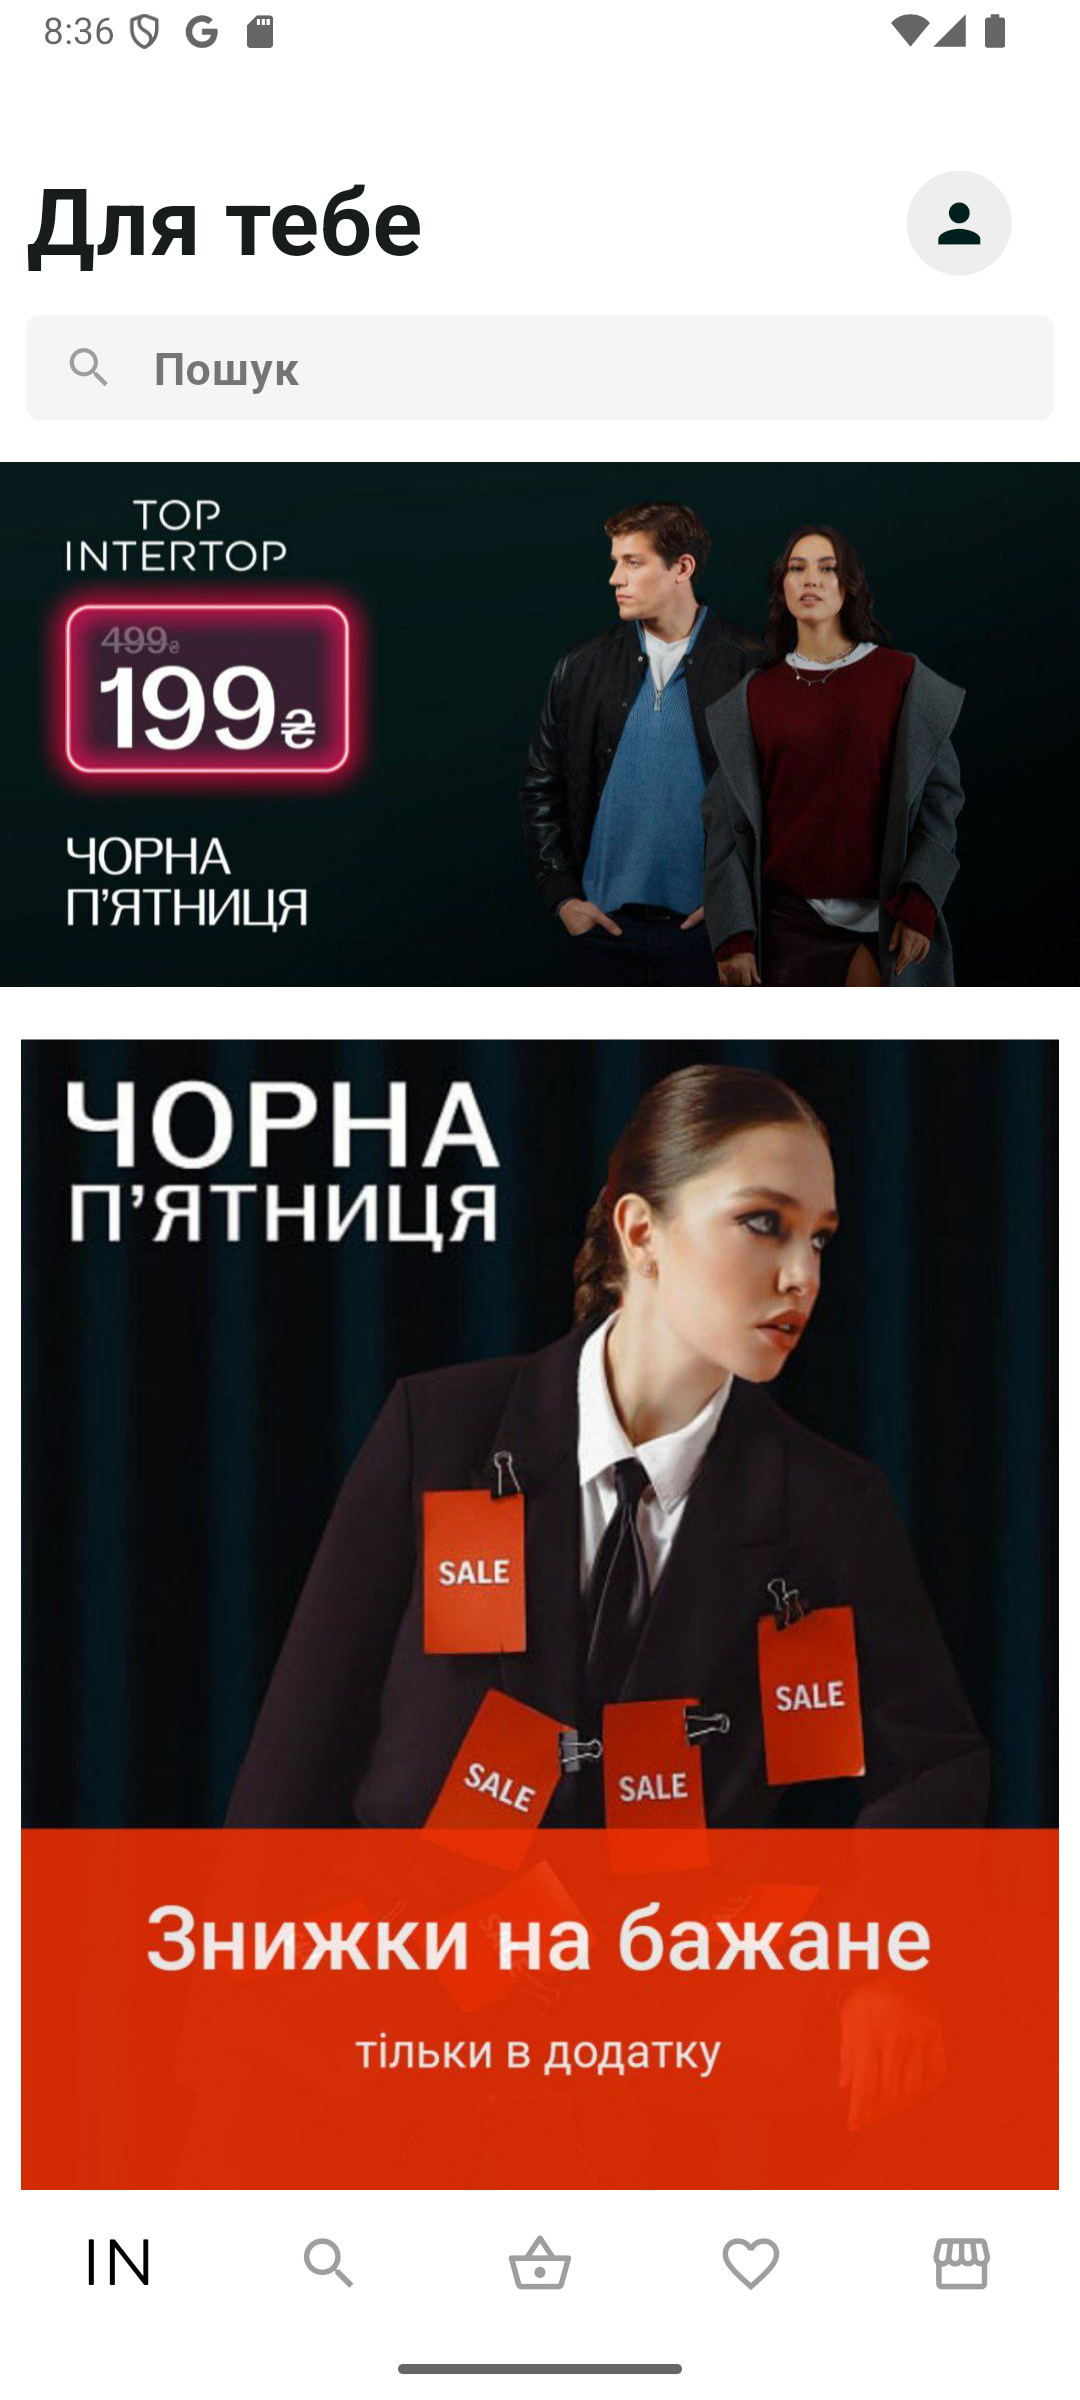 8:36
Для тебе
Пошук
TOP
INTERTOP
499₴
199₴
ЧОРНА
П’ЯТНИЦЯ
ЧОРНА
П’ЯТНИЦЯ
SALE
SALE
SALE
SALE
Знижки на бажане
тільки в додатку
IN